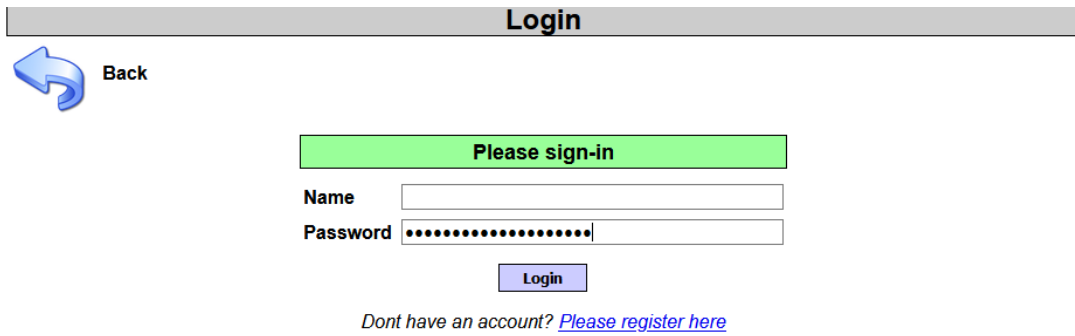 Login
Back
Please sign-in
Name
Password ••••••••••••••••••••
Login
Dont have an account? Please register here